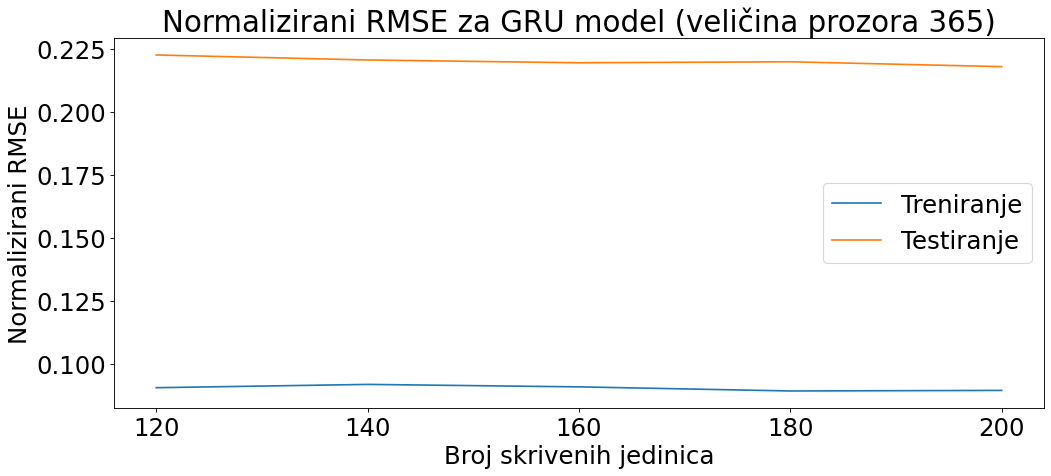 Normalizirani RMSE za GRU model (veličina prozora 365)
Normalizirani RMSE
0.225
0.200
0.175
0.150
0.125
0.100
Treniranje
Testiranje
120 140 160 180 200
Broj skrivenih jedinica